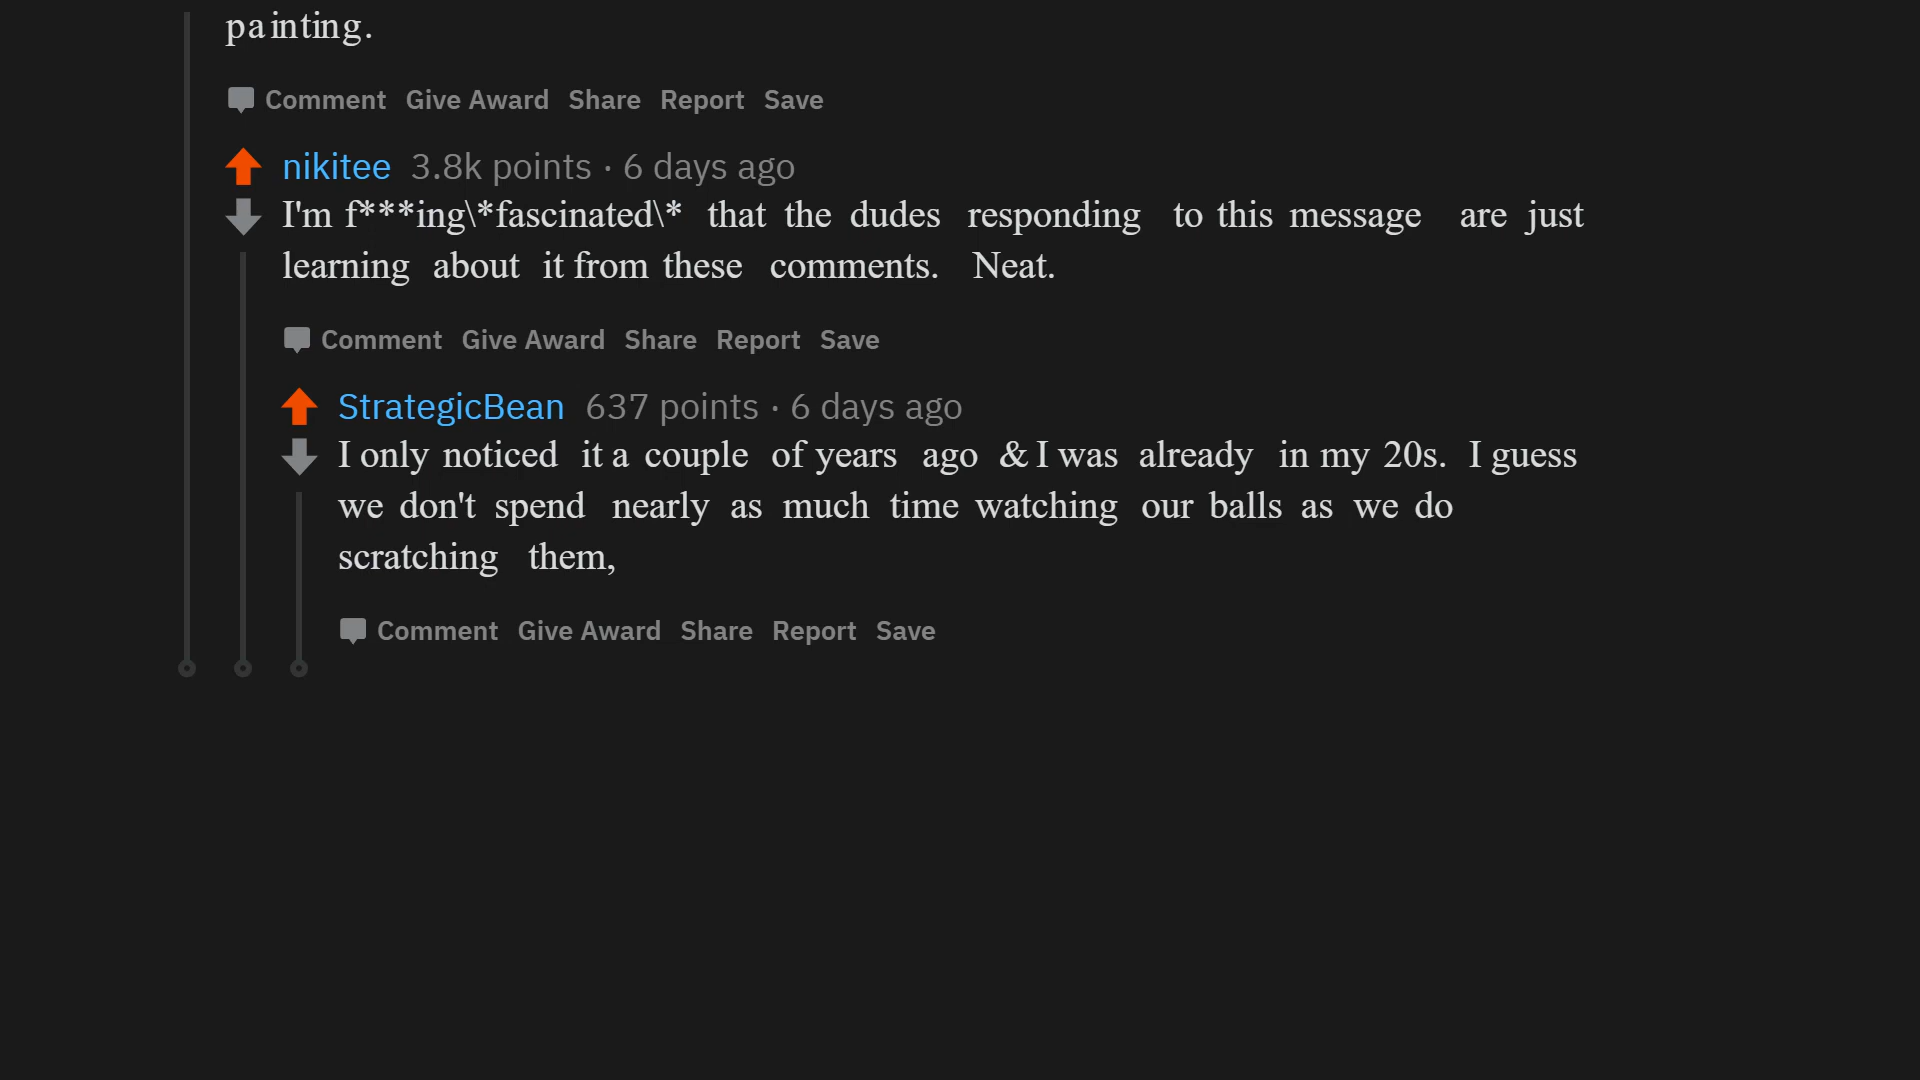 painting.
Comment Give Award Share Report Save
nikitee 3.8k points · 6 days ago
I'm f***ing\*fascinated\* that the dudes responding to this message are just
learning about it from these comments. Neat.
Comment Give Award Share Report Save
StrategicBean 637 points · 6 days ago
I only noticed it a couple of years ago & I was already in my 20s. I guess
we don't spend nearly as much time watching our balls as we do
scratching them,
Comment Give Award Share Report Save